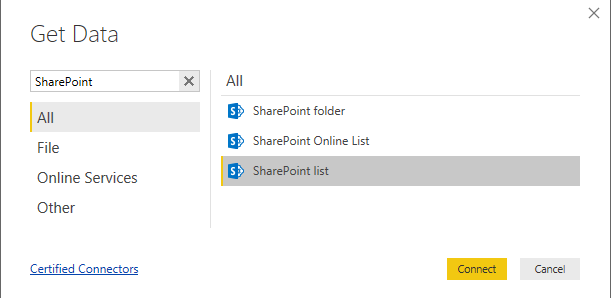 Get Data
SharePoint
All
File
Online Services
Other
All
SharePoint folder
SharePoint Online List
SharePoint list
Certified Connectors
Connect
Cancel